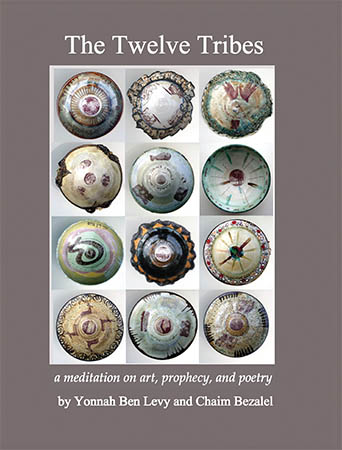 The Twelve Tribes
a meditation on art, prophecy, and poetry
by Yonnah Ben Levy and Chaim Bezalel